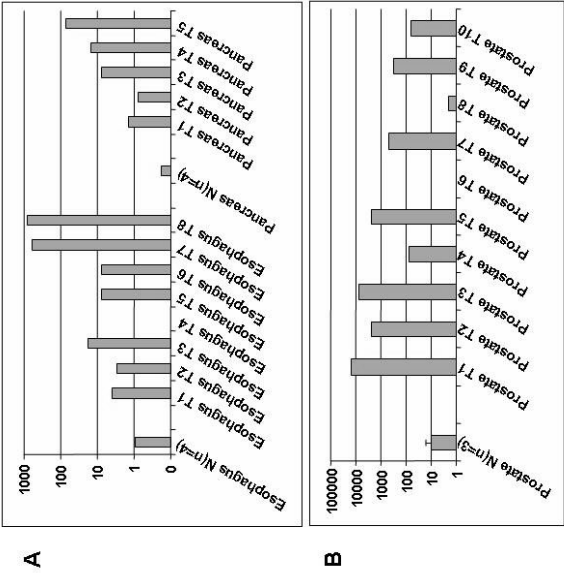 A
1000
100
10
1
0
Esophagus N(n=4)
Esophagus T1
Esophagus T2
Esophagus T3
Esophagus T4
Esophagus T5
Esophagus T6
Esophagus T7
Esophagus T8
Pancreas N(n=4)
Pancreas T1
Pancreas T2
Pancreas T3
Pancreas T4
Pancreas T5
B
100000
10000
1000
100
10
1
Prostate N(n=3)
Prostate T1
Prostate T2
Prostate T3
Prostate T4
Prostate T5
Prostate T6
Prostate T7
Prostate T8
Prostate T9
Prostate T10